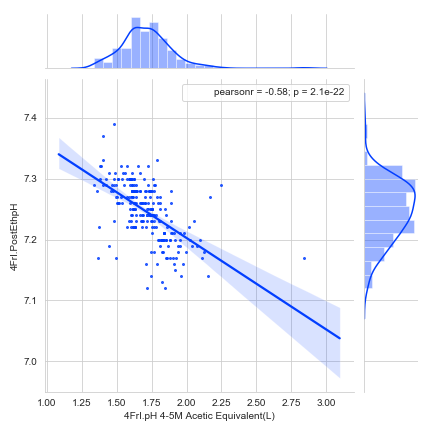 pearsonr = -0.58; p = 2.1e-22
7.4
7.3
7.2
7.1
7.0
4FrI.PostEthpH
1.00 1.25 1.50 1.75 2.00 2.25 2.50 2.75 3.00
4FrI.pH 4-5M Acetic Equivalent(L)